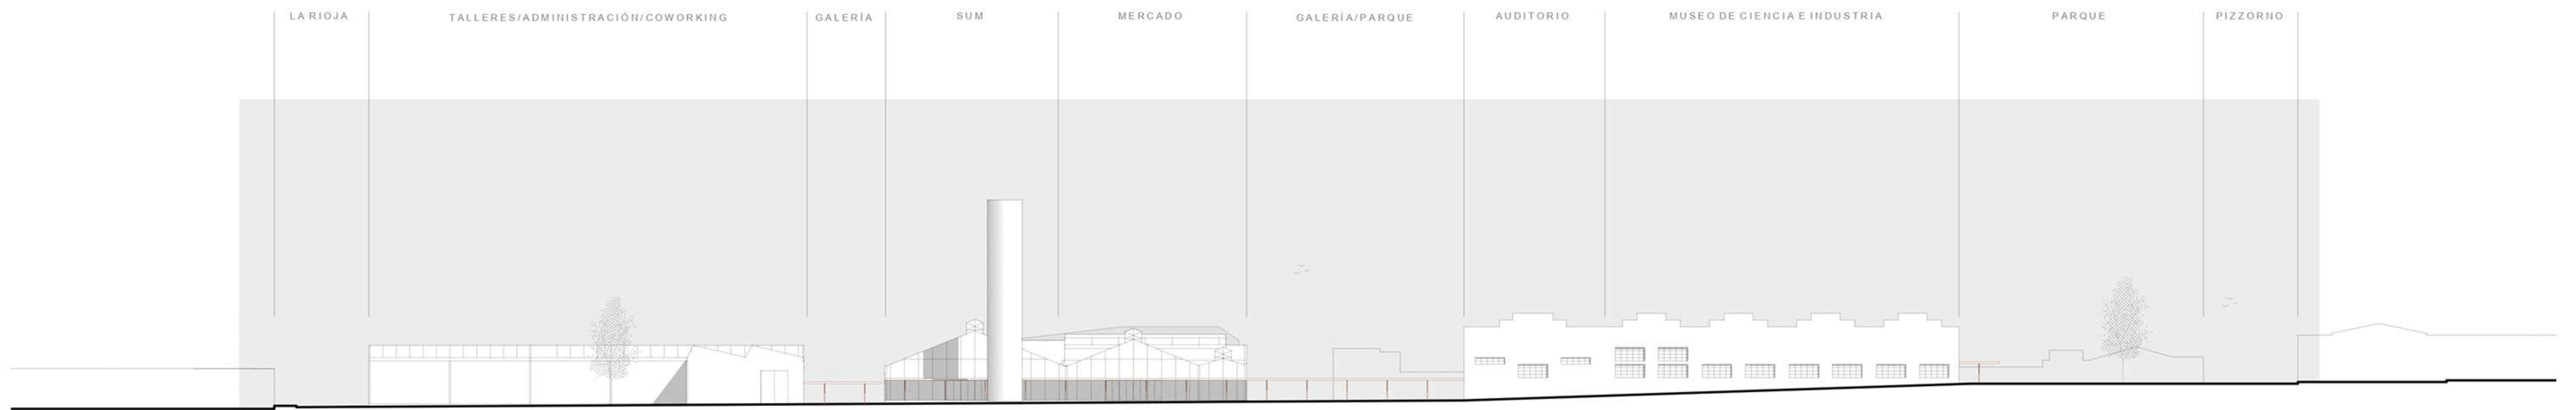 LA RIOJA
TALLERES/ADMINISTRACIÓN/COWORKING
GALERÍA
SUM
MERCADO
GALERÍA/PARQUE
AUDITORIO
MUSEO DE CIENCIA E INDUSTRIA
PARQUE
PIZZORNO